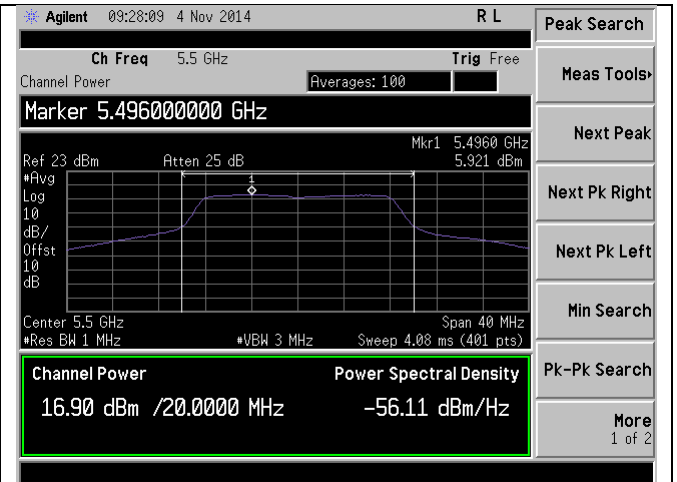 Agilent 09:28:09 4 Nov 2014 R L
Peak Search
Ch Freq 5.5 GHz Trig Free
Channel Power Averages: 100
Meas Tools
Marker 5.496000000 GHz
Next Peak
Mkr1 5.4960 GHz
Ref 23 dBm Atten 25 dB 5.921 dBm
#Avg
1
Log
10
dB/
Offst
10
dB
Next Pk Right
Next Pk Left
Center 5.5 GHz Span 40 MHz
#Res BW 1 MHz #VBW 3 MHz Sweep 4.08 ms (401 pts)
Min Search
Channel Power Power Spectral Density
16.90 dBm /20.0000 MHz -56.11 dBm/Hz
Pk-Pk Search
More
1 of 2